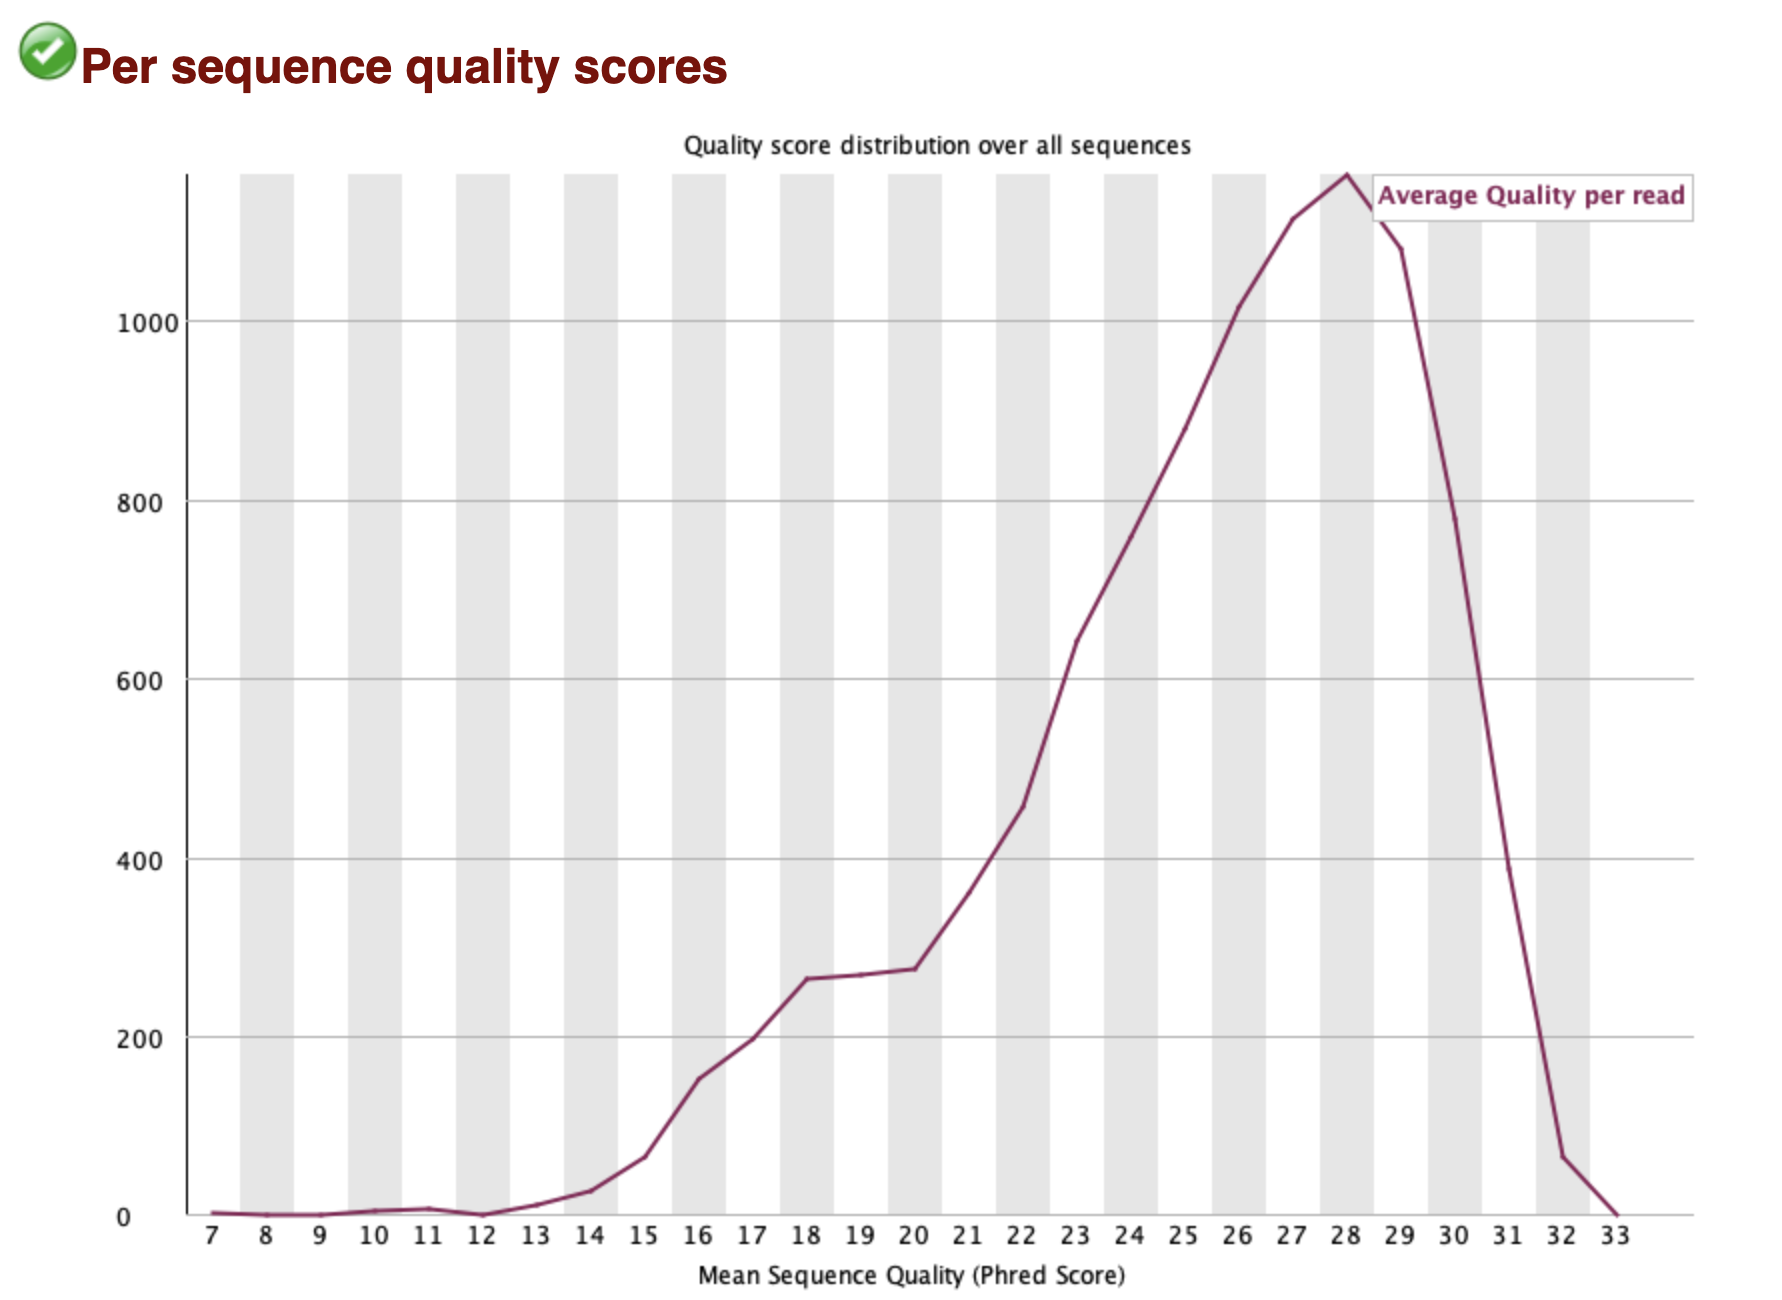 Per sequence quality scores
Quality score distribution over all sequences
Average Quality per read
1000
800
600
400
200
0
7 8 9 10 11 12 13 14 15 16 17 18 19 20 21 22 23 24 25 26 27 28 29 30 31 32 33
Mean Sequence Quality (Phred Score)